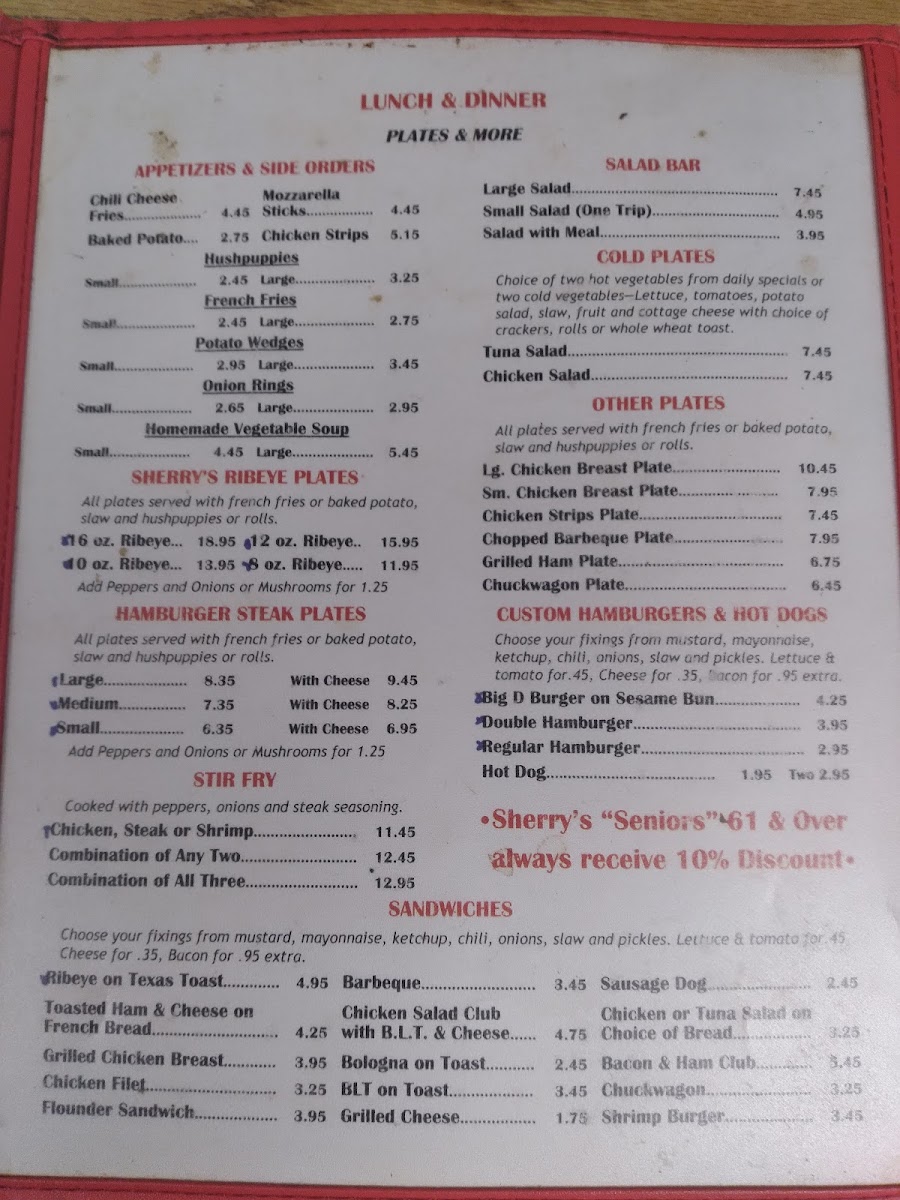 LUNCH & DINNER
PLATES & MORE
APPETIZERS & SIDE ORDERS
Chili Cheese Fries..................... 4.45
Mozzarella Sticks.................. 4.45
Baked Potato.... 2.75 Chicken Strips 5.15
Hushpuppies
Small........................ 2.45 Large...................... 3.25
French Fries
Small........................ 2.45 Large...................... 2.75
Potato Wedges
Small........................ 2.95 Large...................... 3.45
Onion Rings
Small........................ 2.65 Large...................... 2.95
Homemade Vegetable Soup
Small........................ 4.45 Large...................... 5.45
SHERRY'S RIBEYE PLATES
All plates served with french fries or baked potato,
slaw and hushpuppies or rolls.
16 oz. Ribeye... 18.95 12 oz. Ribeye.. 15.95
10 oz. Ribeye... 13.95 8 oz. Ribeye..... 11.95
Add Peppers and Onions or Mushrooms for 1.25
HAMBURGER STEAK PLATES
All plates served with french fries or baked potato,
slaw and hushpuppies or rolls.
Large..................... 8.35 With Cheese 9.45
Medium................. 7.35 With Cheese 8.25
Small..................... 6.35 With Cheese 6.95
Add Peppers and Onions or Mushrooms for 1.25
STIR FRY
Cooked with peppers, onions and steak seasoning.
Chicken, Steak or Shrimp......................... 11.45
Combination of Any Two............................ 12.45
Combination of All Three........................... 12.95
SALAD BAR
Large Salad.................................................... 7.45
Small Salad (One Trip)................................ 4.95
Salad with Meal............................................. 3.95
COLD PLATES
Choice of two hot vegetables from daily specials or
two cold vegetables—Lettuce, tomatoes, potato
salad, slaw, fruit and cottage cheese with choice of
crackers, rolls or whole wheat toast.
Tuna Salad...................................................... 7.45
Chicken Salad................................................. 7.45
OTHER PLATES
All plates served with french fries or baked potato,
slaw and hushpuppies or rolls.
Lg. Chicken Breast Plate........................... 10.45
Sm. Chicken Breast Plate......................... 7.95
Chicken Strips Plate................................... 7.45
Chopped Barbeque Plate........................... 7.95
Grilled Ham Plate......................................... 6.75
Chuckwagon Plate........................................ 6.45
CUSTOM HAMBURGERS & HOT DOGS
Choose your fixings from mustard, mayonnaise,
ketchup, chili, onions, slaw and pickles. Lettuce &
tomato for.45, Cheese for .35, Bacon for .95 extra.
Big D Burger on Sesame Bun..................... 4.25
Double Hamburger....................................... 3.95
Regular Hamburger...................................... 2.95
Hot Dog........................................ 1.95 Two 2.95
•Sherry's "Seniors" 61 & Over
always receive 10% Discount•
SANDWICHES
Choose your fixings from mustard, mayonnaise, ketchup, chili, onions, slaw and pickles. Lettuce & tomato for.45
Cheese for .35, Bacon for .95 extra.
Ribeye on Texas Toast............. 4.95 Barbeque........................... 3.45 Sausage Dog......................... 2.45
Toasted Ham & Cheese on
French Bread............................. 4.25
Chicken Salad Club
with B.L.T. & Cheese...... 4.75
Chicken or Tuna Salad on
Choice of Bread................... 3.25
Grilled Chicken Breast............ 3.95 Bologna on Toast........... 2.45 Bacon & Ham Club.............. 3.45
Chicken Filet.............................. 3.25 BLT on Toast.................... 3.45 Chuckwagon......................... 3.25
Flounder Sandwich.................... 3.95 Grilled Cheese.................. 1.75 Shrimp Burger..................... 3.45